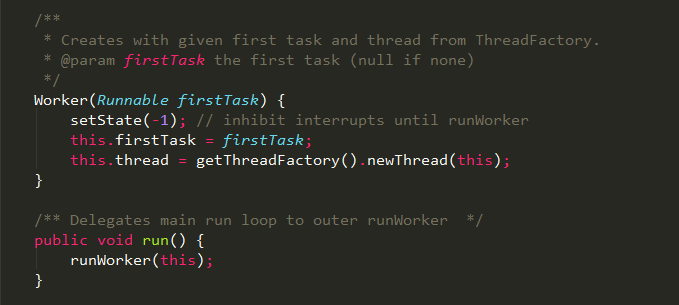 /**
 * Creates with given first task and thread from ThreadFactory.
 * @param firstTask the first task (null if none)
 */
Worker(Runnable firstTask) {
    setState(-1); // inhibit interrupts until runWorker
    this.firstTask = firstTask;
    this.thread = getThreadFactory().newThread(this);
}

/** Delegates main run loop to outer runWorker  */
public void run() {
    runWorker(this);
}